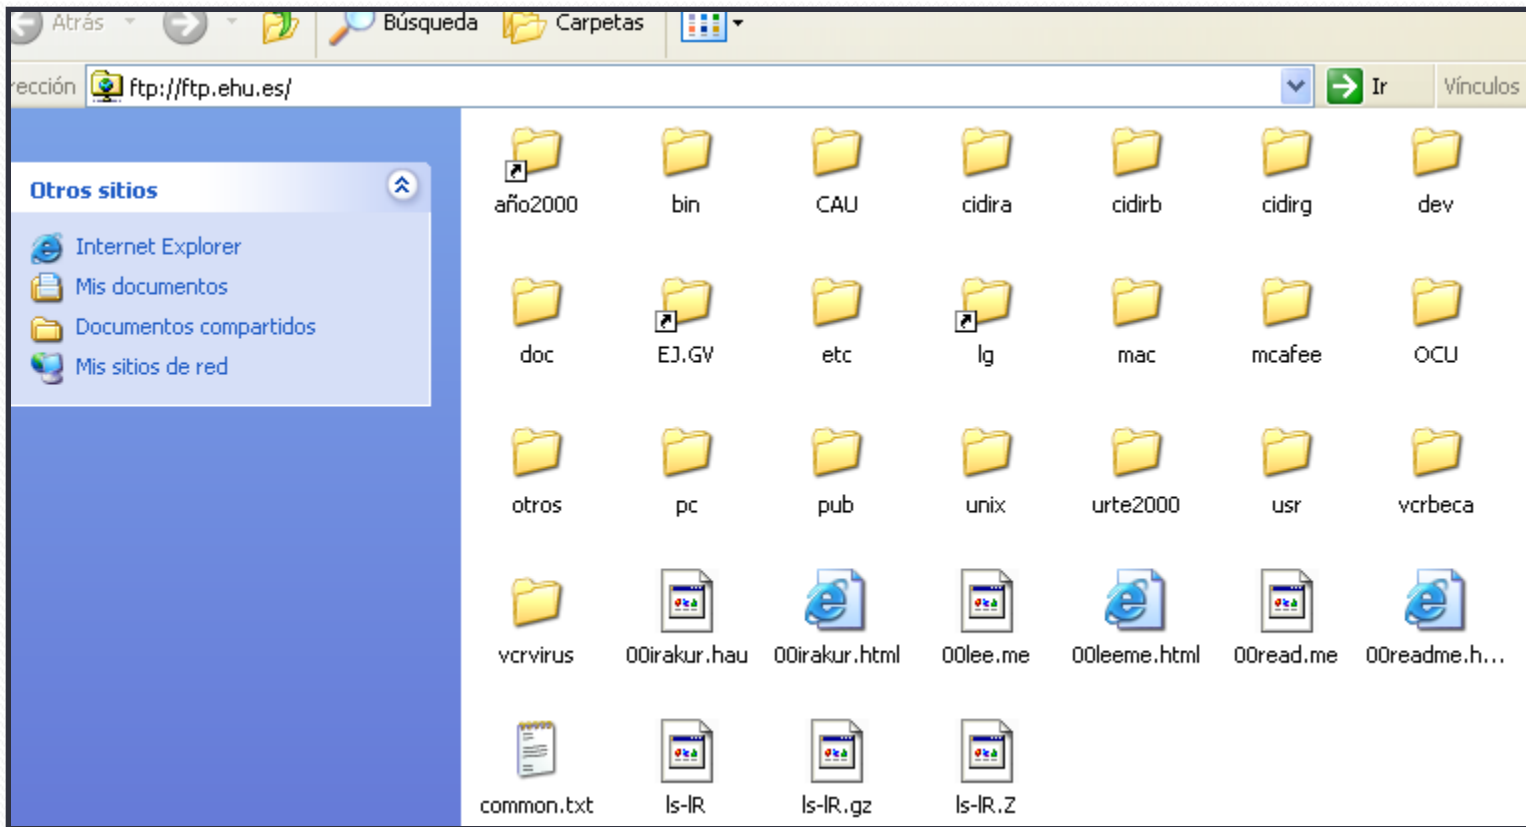 Atrás Búsqueda Carpetas
rección ftp://ftp.ehu.es/ Ir Vínculos
Otros sitios
Internet Explorer
Mis documentos
Documentos compartidos
Mis sitios de red
año2000 bin CAU cidira cidirb cidirg dev
doc EJ.GV etc lg mac mcafee OCU
otros pc pub unix urte2000 usr vcrbeca
vcrvirus 00irakur.hau 00irakur.html 00lee.me 00leeme.html 00read.me 00readme.h...
common.txt ls-lR ls-lR.gz ls-lR.Z